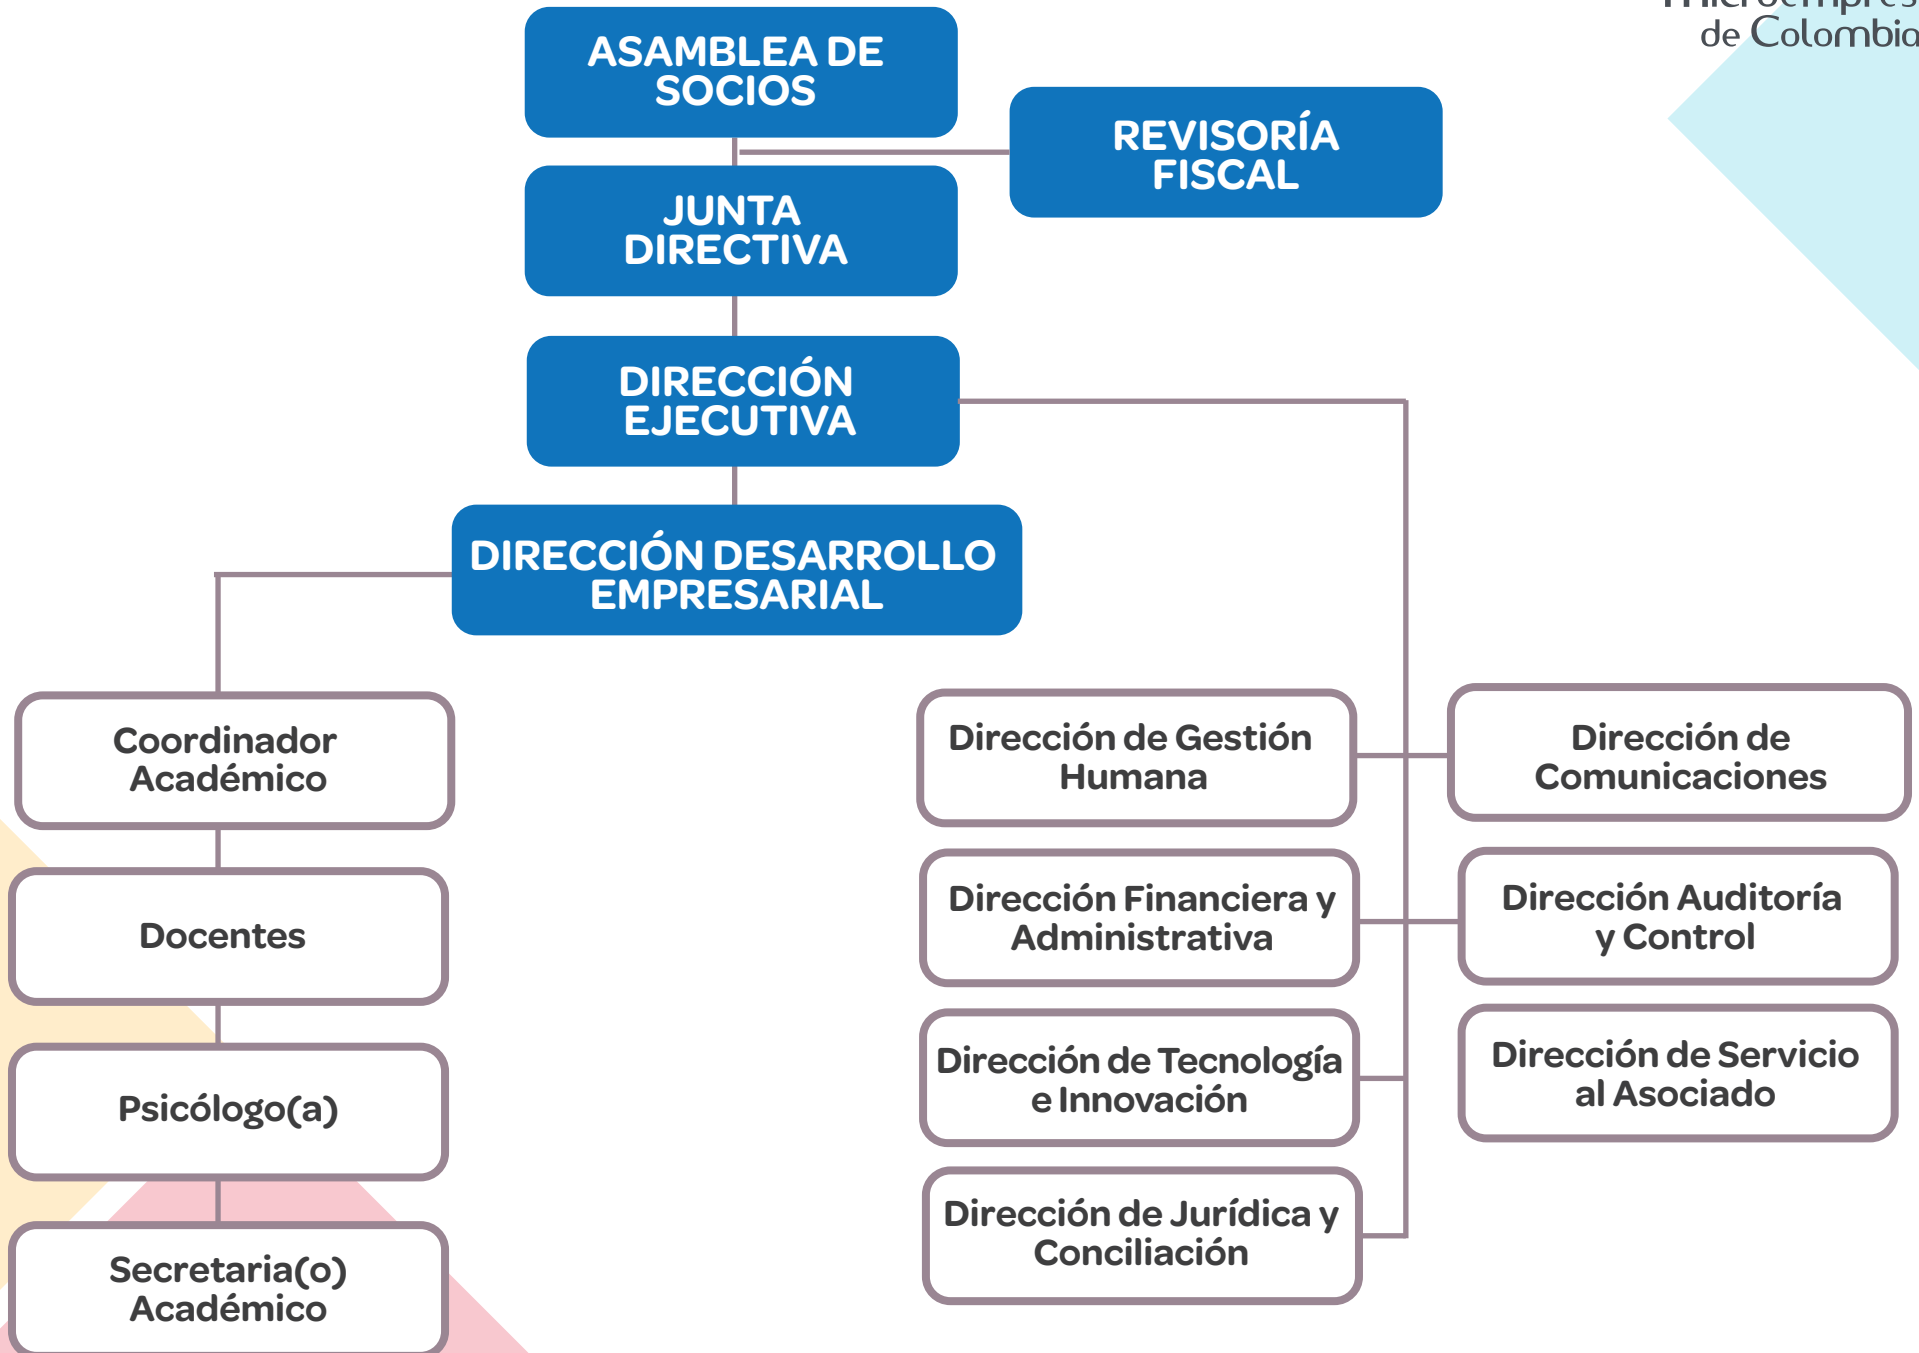 de Colombia
ASAMBLEA DE
SOCIOS
REVISORÍA
FISCAL
JUNTA
DIRECTIVA
DIRECCIÓN
EJECUTIVA
DIRECCIÓN DESARROLLO
EMPRESARIAL
Coordinador
Académico
Docentes
Psicólogo(a)
Secretaria(o)
Académico
Dirección de Gestión
Humana
Dirección de
Comunicaciones
Dirección Financiera y
Administrativa
Dirección Auditoría
y Control
Dirección de Tecnología
e Innovación
Dirección de Servicio
al Asociado
Dirección de Jurídica y
Conciliación